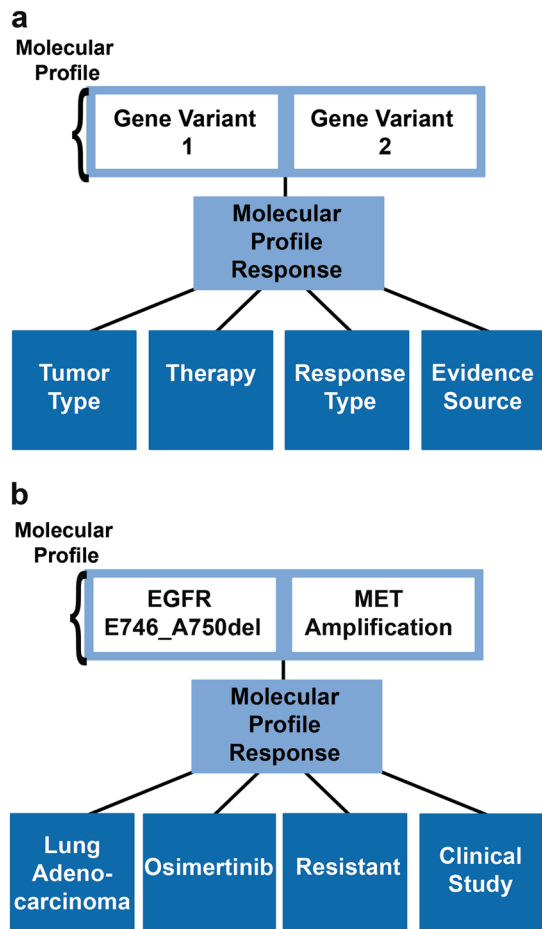 a
Molecular
Profile
{
Gene Variant
1
Gene Variant
2
Molecular
Profile
Response
Tumor
Type
Therapy
Response
Type
Evidence
Source
b
Molecular
Profile
{
EGFR
E746_A750del
MET
Amplification
Molecular
Profile
Response
Lung
Adeno-
carcinoma
Osimertinib
Resistant
Clinical
Study